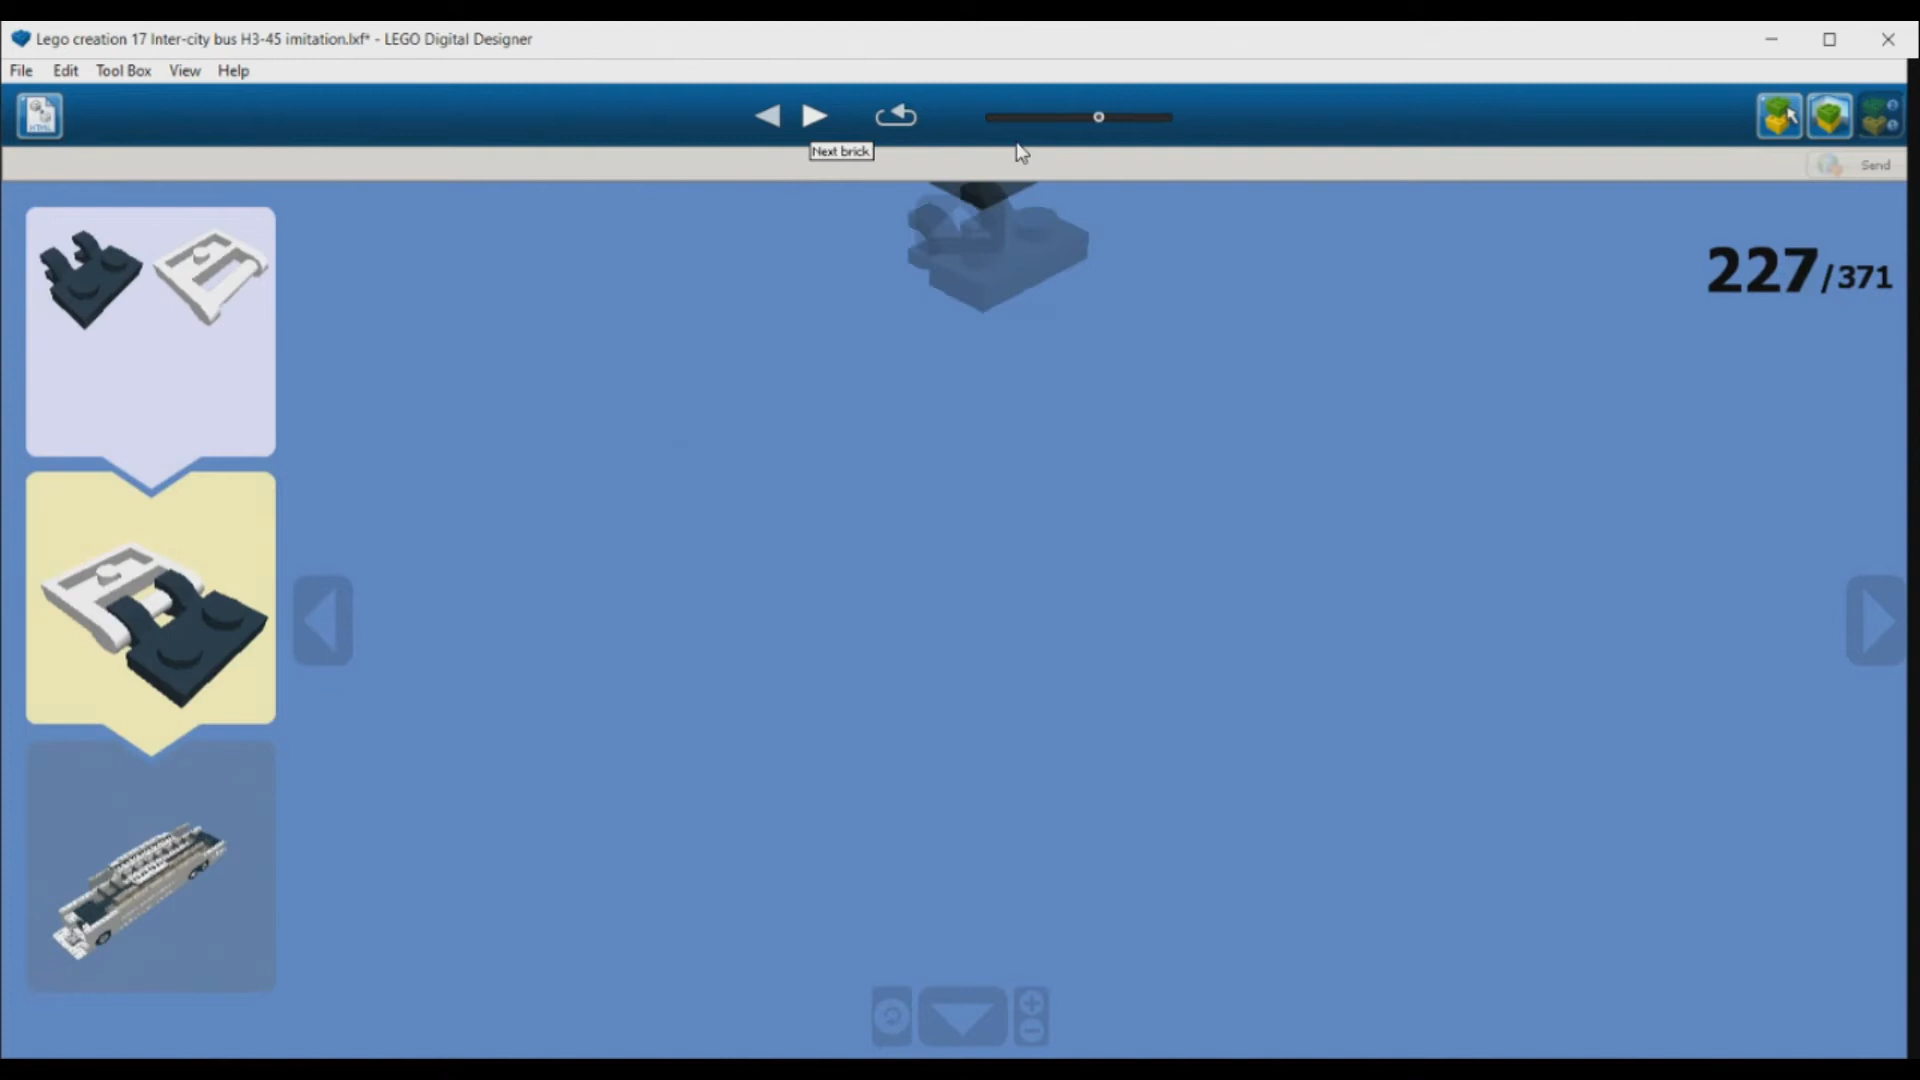 Lego creation 17 Inter-city bus H3-45 imitation.lxf* - LEGO Digital Designer
File Edit Tool Box View Help
HTML
Next brick
Send
227/371